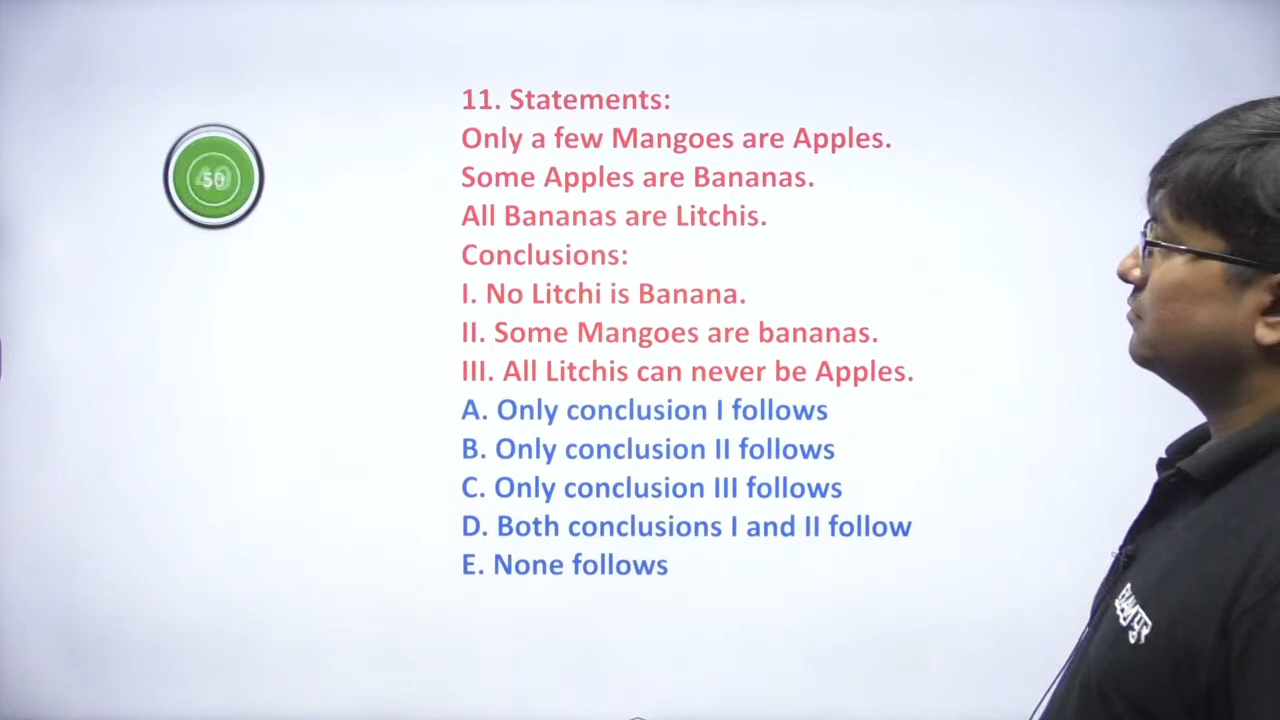 50
11. Statements:
Only a few Mangoes are Apples.
Some Apples are Bananas.
All Bananas are Litchis.
Conclusions:
I. No Litchi is Banana.
II. Some Mangoes are bananas.
III. All Litchis can never be Apples.
A. Only conclusion I follows
B. Only conclusion II follows
C. Only conclusion III follows
D. Both conclusions I and II follow
E. None follows
EXAMपुर